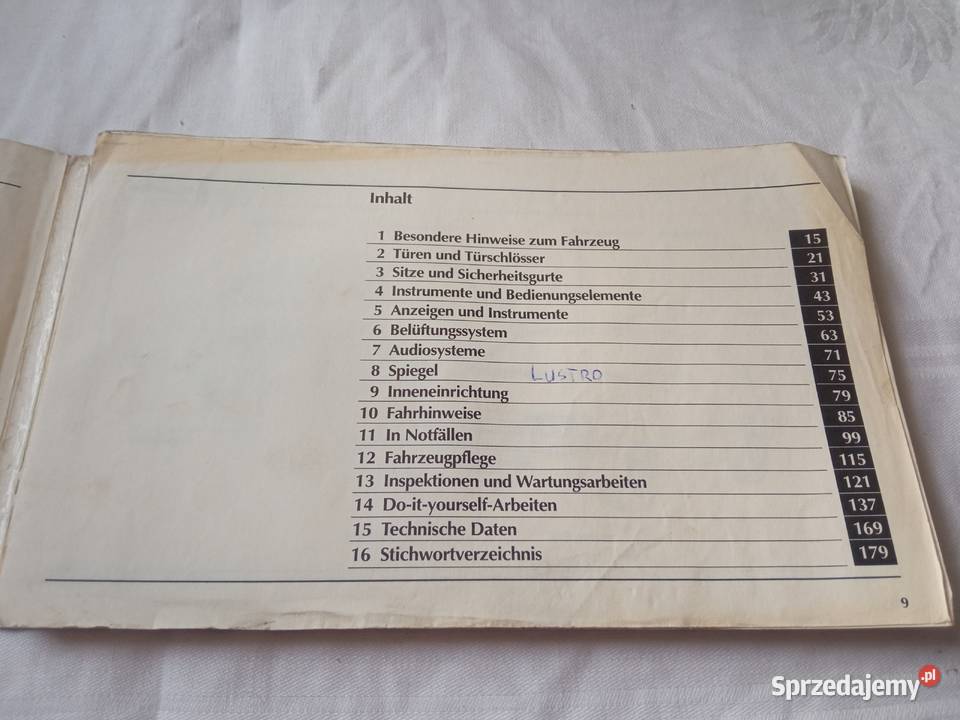 Inhalt
1 Besondere Hinweise zum Fahrzeug 15
2 Türen und Türschlösser 21
3 Sitze und Sicherheitsgurte 31
4 Instrumente und Bedienungselemente 43
5 Anzeigen und Instrumente 53
6 Belüftungssystem 63
7 Audiosysteme 71
8 Spiegel LUSTRO 75
9 Inneneinrichtung 79
10 Fahrhinweise 85
11 In Notfällen 99
12 Fahrzeugpflege 115
13 Inspektionen und Wartungsarbeiten 121
14 Do-it-yourself-Arbeiten 137
15 Technische Daten 169
16 Stichwortverzeichnis 179
9
Sprzedajemy.pl